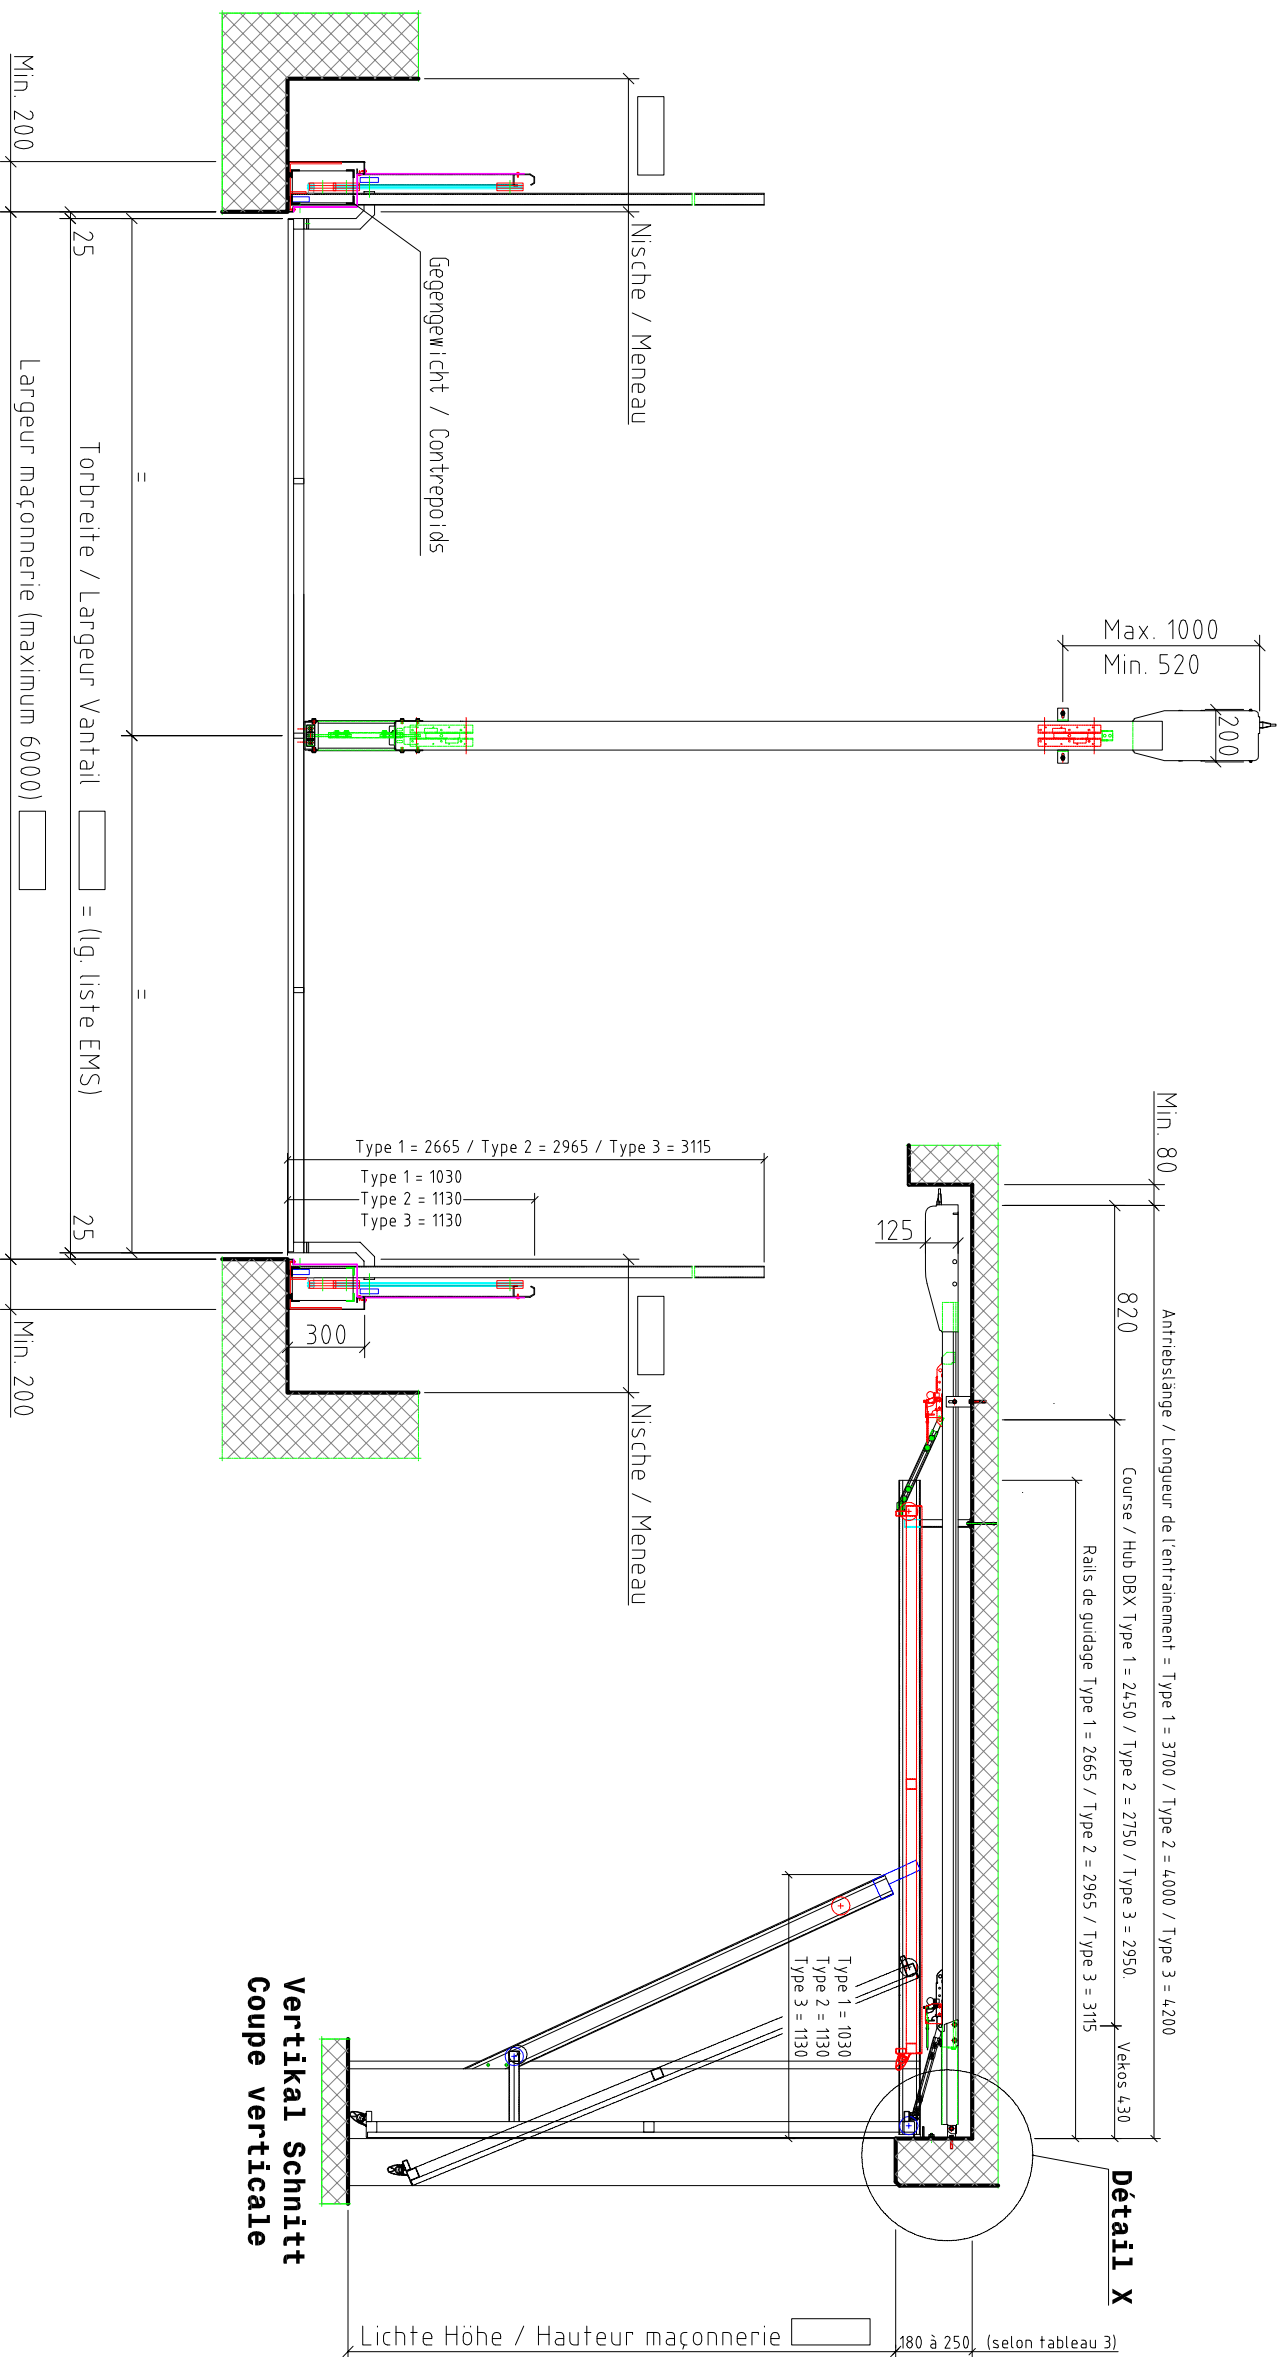 Min. 200
25
Largeur maçonnerie (maximum 6000)
Torbreite / Largeur Vantail = (lg. liste EMS)
=
=
25
Min. 200
Nische / Meneau
Gegengewicht / Contrepoids
Max. 1000
Min. 520
200
Type 1 = 2665 / Type 2 = 2965 / Type 3 = 3115
Type 1 = 1030
Type 2 = 1130
Type 3 = 1130
300
Nische / Meneau
Min. 80
125
820
Antriebslänge / Longueur de l'entrainement = Type 1 = 3700 / Type 2 = 4000 / Type 3 = 4200
Course / Hub DBX Type 1 = 2450 / Type 2 = 2750 / Type 3 = 2950.
Vekos 430
Rails de guidage Type 1 = 2665 / Type 2 = 2965 / Type 3 = 3115
Type 1 = 1030
Type 2 = 1130
Type 3 = 1130
Détail X
Vertikal Schnitt
Coupe verticale
Lichte Höhe / Hauteur maçonnerie
180 à 250 (selon tableau 3)